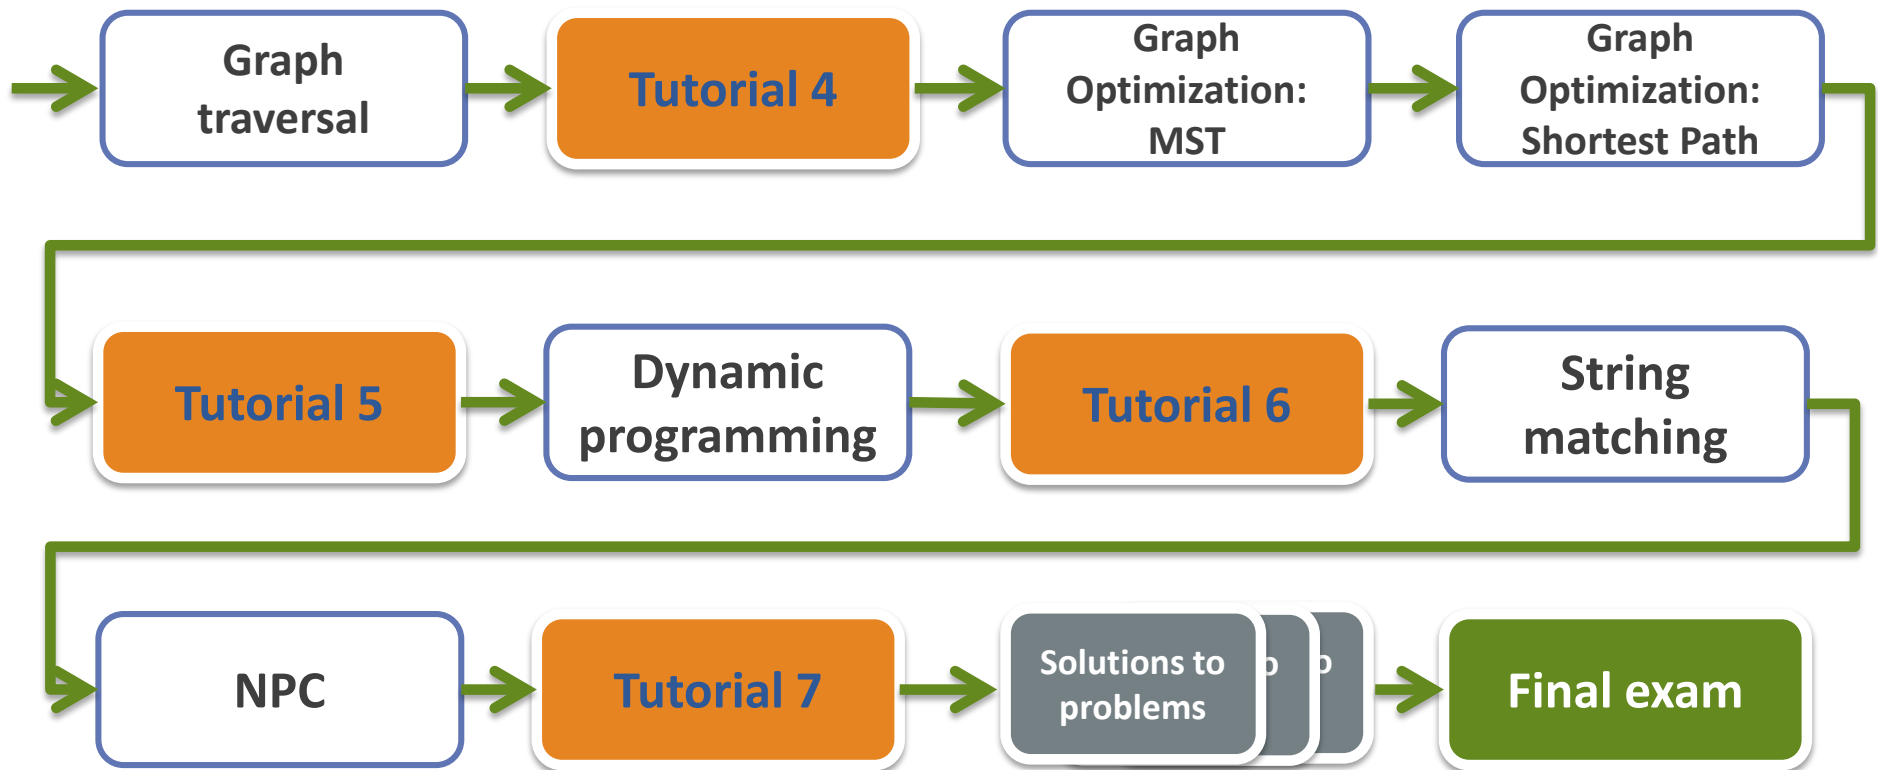 Graph
traversal
Tutorial 4
Graph
Optimization:
MST
Graph
Optimization:
Shortest Path
Tutorial 5
Dynamic
programming
Tutorial 6
String
matching
NPC
Tutorial 7
Solutions to
problems
Final exam